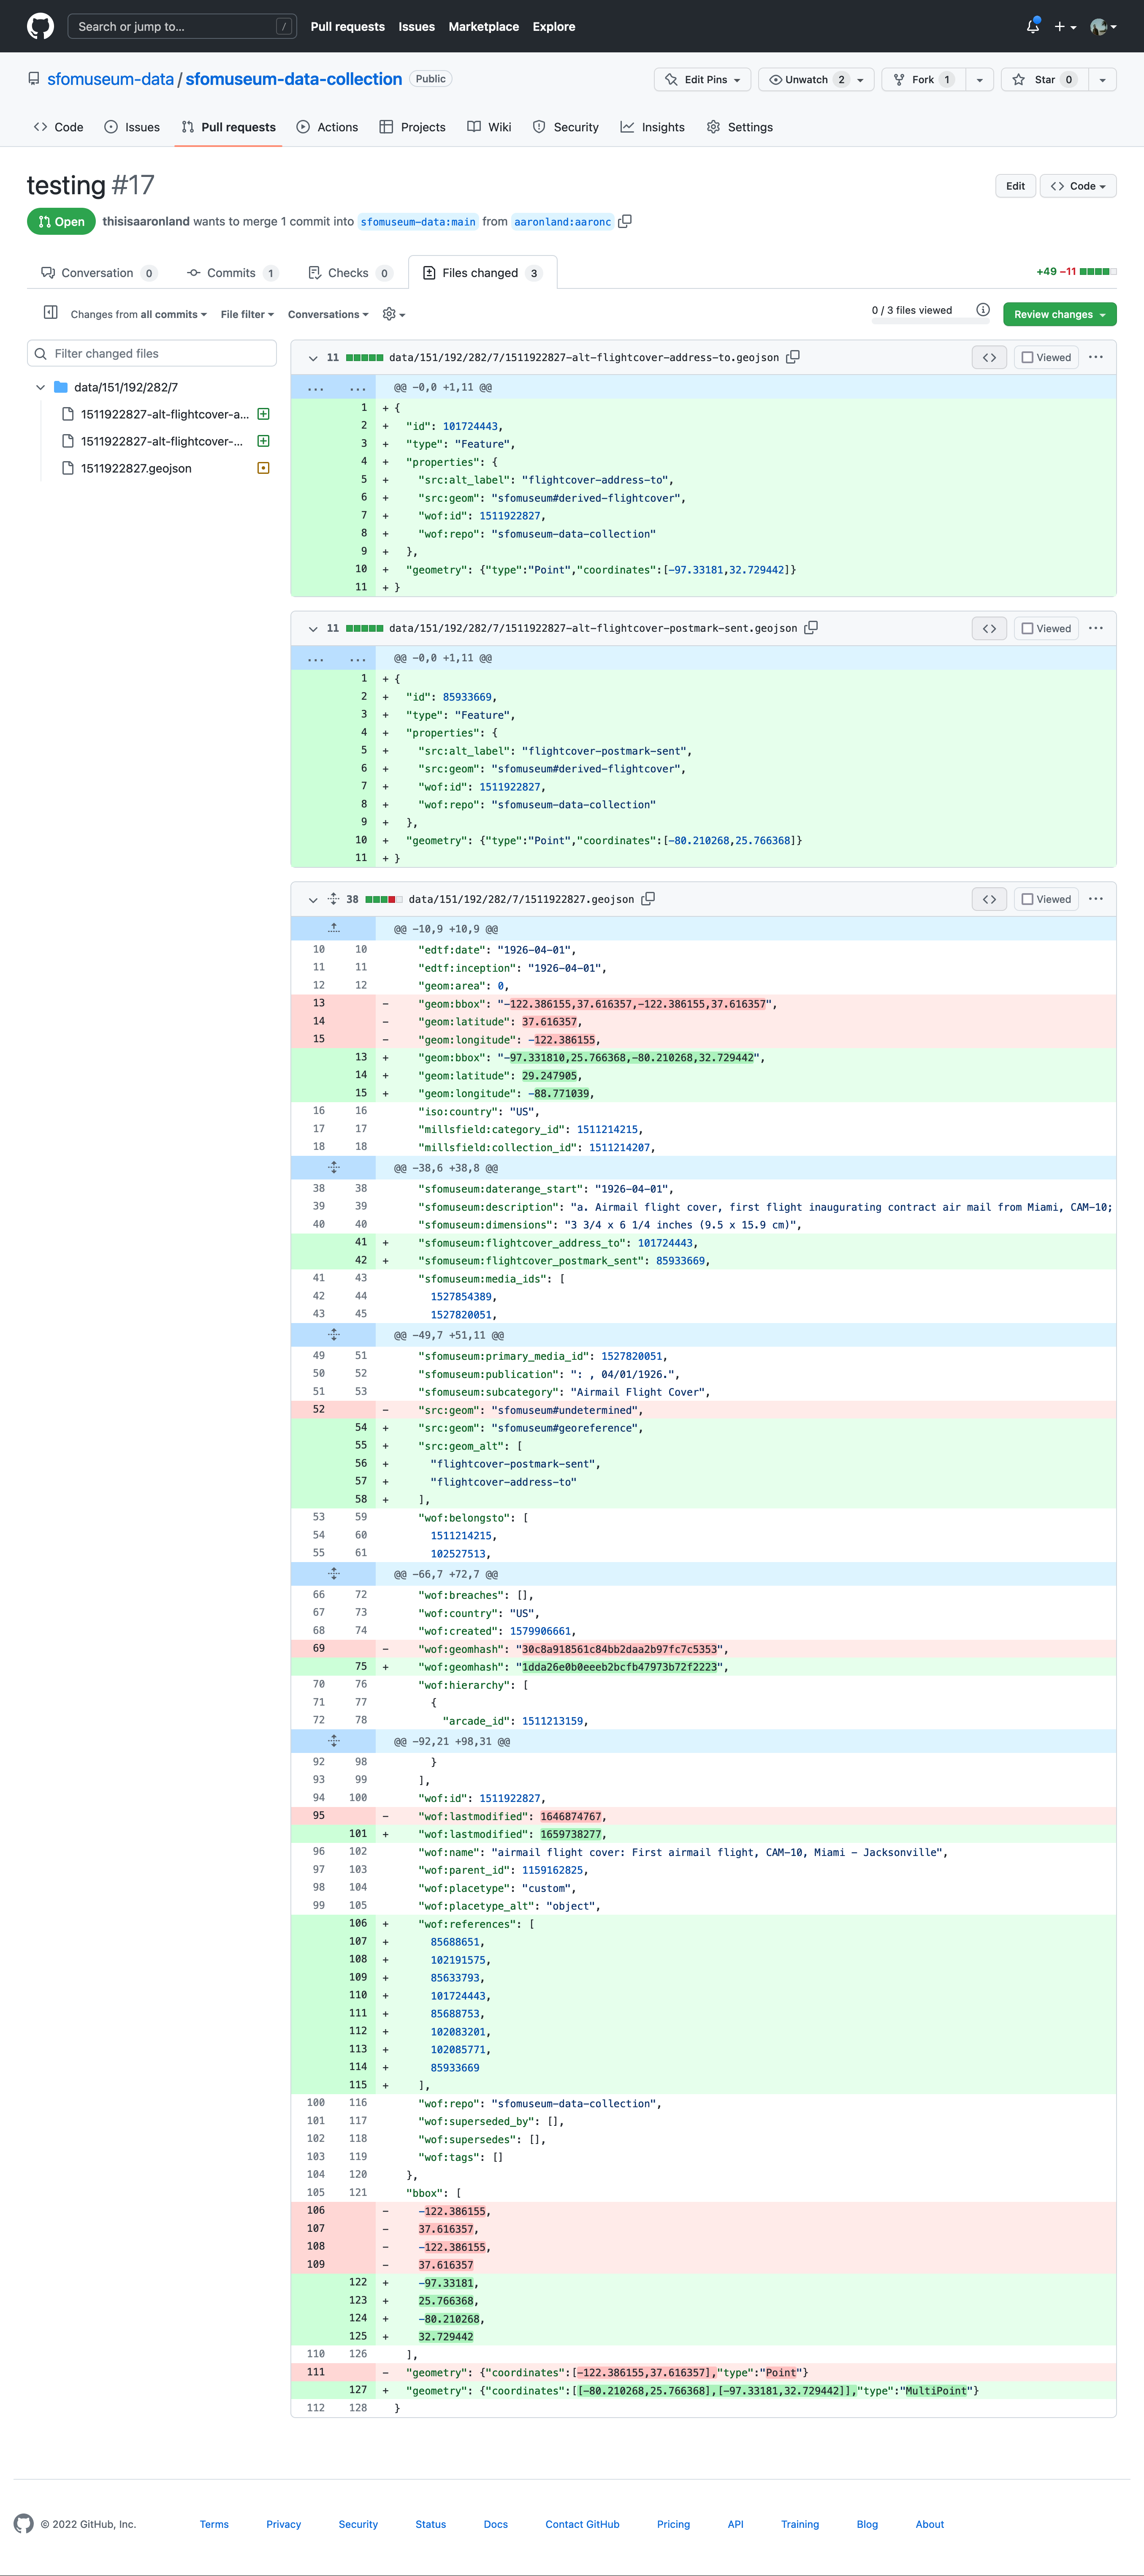 Search or jump to... /
Pull requests Issues Marketplace Explore
sfomuseum-data / sfomuseum-data-collection Public
Edit Pins Unwatch 2 Fork 1 Star 0
Code Issues Pull requests Actions Projects Wiki Security Insights Settings
testing #17
Edit Code
Open thisisaaronland wants to merge 1 commit into sfomuseum-data:main from aaronland:aaronc
Conversation 0 Commits 1 Checks 0 Files changed 3
+49 −11
Changes from all commits File filter Conversations
0 / 3 files viewed Review changes
Filter changed files
data/151/192/282/7
1511922827-alt-flightcover-a...
1511922827-alt-flightcover-...
1511922827.geojson
11 data/151/192/282/7/1511922827-alt-flightcover-address-to.geojson Viewed ...
... ... @@ -0,0 +1,11 @@
1 + {
2 + "id": 101724443,
3 + "type": "Feature",
4 + "properties": {
5 + "src:alt_label": "flightcover-address-to",
6 + "src:geom": "sfomuseum#derived-flightcover",
7 + "wof:id": 1511922827,
8 + "wof:repo": "sfomuseum-data-collection"
9 + },
10 + "geometry": {"type":"Point","coordinates":[-97.33181,32.729442]}
11 + }
11 data/151/192/282/7/1511922827-alt-flightcover-postmark-sent.geojson Viewed ...
... ... @@ -0,0 +1,11 @@
1 + {
2 + "id": 85933669,
3 + "type": "Feature",
4 + "properties": {
5 + "src:alt_label": "flightcover-postmark-sent",
6 + "src:geom": "sfomuseum#derived-flightcover",
7 + "wof:id": 1511922827,
8 + "wof:repo": "sfomuseum-data-collection"
9 + },
10 + "geometry": {"type":"Point","coordinates":[-80.210268,25.766368]}
11 + }
38 data/151/192/282/7/1511922827.geojson Viewed ...
@@ -10,9 +10,9 @@
10 10 "edtf:date": "1926-04-01",
11 11 "edtf:inception": "1926-04-01",
12 12 "geom:area": 0,
13 - "geom:bbox": "-122.386155,37.616357,-122.386155,37.616357",
14 - "geom:latitude": 37.616357,
15 - "geom:longitude": -122.386155,
13 + "geom:bbox": "-97.331810,25.766368,-80.210268,32.729442",
14 + "geom:latitude": 29.247905,
15 + "geom:longitude": -88.771039,
16 16 "iso:country": "US",
17 17 "millsfield:category_id": 1511214215,
18 18 "millsfield:collection_id": 1511214207,
@@ -38,6 +38,8 @@
38 38 "sfomuseum:daterange_start": "1926-04-01",
39 39 "sfomuseum:description": "a. Airmail flight cover, first flight inaugurating contract air mail from Miami, CAM-10;
40 40 "sfomuseum:dimensions": "3 3/4 x 6 1/4 inches (9.5 x 15.9 cm)",
41 + "sfomuseum:flightcover_address_to": 101724443,
42 + "sfomuseum:flightcover_postmark_sent": 85933669,
41 43 "sfomuseum:media_ids": [
42 44 1527854389,
43 45 1527820051,
@@ -49,7 +51,11 @@
49 51 "sfomuseum:primary_media_id": 1527820051,
50 52 "sfomuseum:publication": ": , 04/01/1926.",
51 53 "sfomuseum:subcategory": "Airmail Flight Cover",
52 - "src:geom": "sfomuseum#undetermined",
54 + "src:geom": "sfomuseum#georeference",
55 + "src:geom_alt": [
56 + "flightcover-postmark-sent",
57 + "flightcover-address-to"
58 + ],
53 59 "wof:belongsto": [
54 60 1511214215,
55 61 102527513,
@@ -66,7 +72,7 @@
66 72 "wof:breaches": [],
67 73 "wof:country": "US",
68 74 "wof:created": 1579906661,
69 - "wof:geomhash": "30c8a918561c84bb2daa2b97fc7c5353",
75 + "wof:geomhash": "1dda26e0b0eeeb2bcfb47973b72f2223",
70 76 "wof:hierarchy": [
71 77 {
72 78 "arcade_id": 1511213159,
@@ -92,21 +98,31 @@
92 98 }
93 99 ],
94 100 "wof:id": 1511922827,
95 - "wof:lastmodified": 1646874767,
101 + "wof:lastmodified": 1659738277,
96 102 "wof:name": "airmail flight cover: First airmail flight, CAM-10, Miami - Jacksonville",
97 103 "wof:parent_id": 1159162825,
98 104 "wof:placetype": "custom",
99 105 "wof:placetype_alt": "object",
106 + "wof:references": [
107 + 85688651,
108 + 102191575,
109 + 85633793,
110 + 101724443,
111 + 85688753,
112 + 102083201,
113 + 102085771,
114 + 85933669
115 + ],
100 116 "wof:repo": "sfomuseum-data-collection",
101 117 "wof:superseded_by": [],
102 118 "wof:supersedes": [],
103 119 "wof:tags": []
104 120 },
105 121 "bbox": [
106 - -122.386155,
107 - 37.616357,
108 - -122.386155,
109 - 37.616357
122 + -97.33181,
123 + 25.766368,
124 + -80.210268,
125 + 32.729442
110 126 ],
111 - "geometry": {"coordinates":[-122.386155,37.616357],"type":"Point"}
127 + "geometry": {"coordinates":[[-80.210268,25.766368],[-97.33181,32.729442]],"type":"MultiPoint"}
112 128 }
© 2022 GitHub, Inc. Terms Privacy Security Status Docs Contact GitHub Pricing API Training Blog About